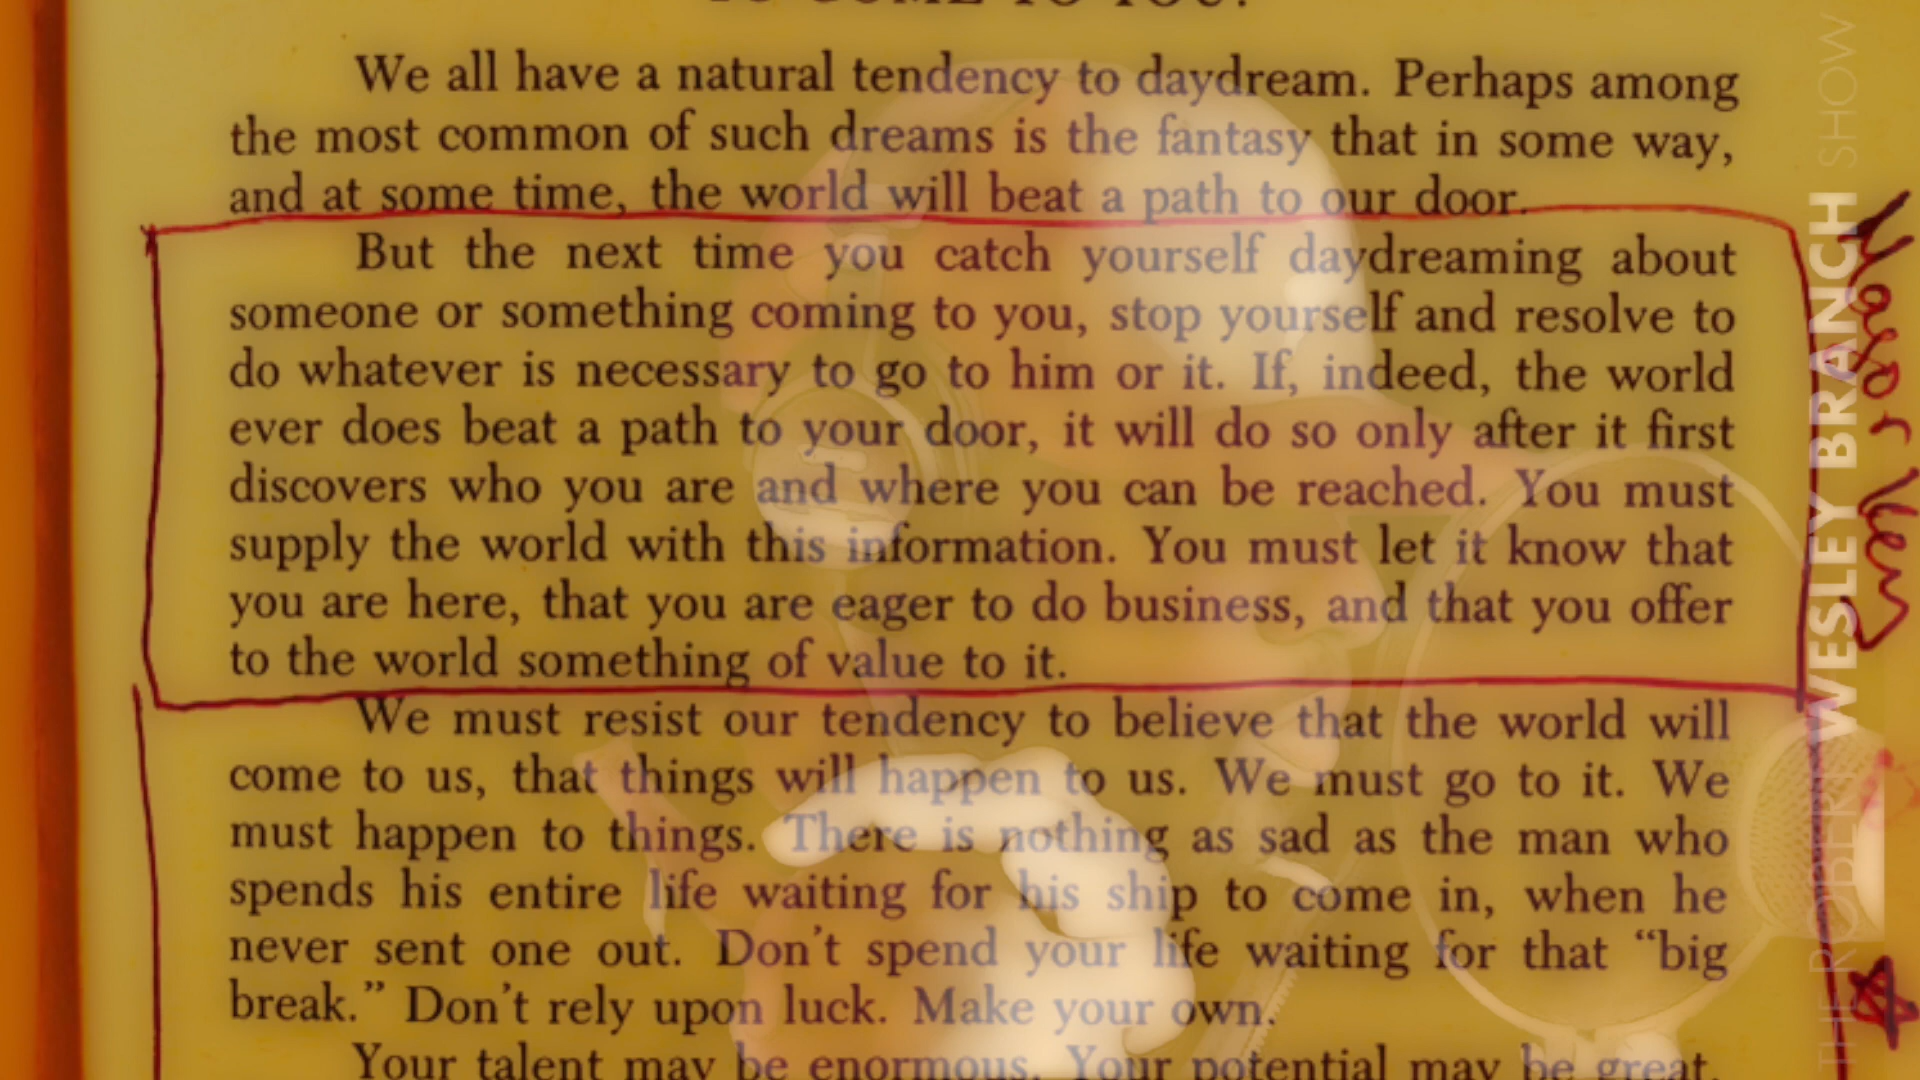 TO COME TO YOU?
We all have a natural tendency to daydream. Perhaps among
the most common of such dreams is the fantasy that in some way,
and at some time, the world will beat a path to our door.
But the next time you catch yourself daydreaming about
someone or something coming to you, stop yourself and resolve to
do whatever is necessary to go to him or it. If, indeed, the world
ever does beat a path to your door, it will do so only after it first
discovers who you are and where you can be reached. You must
supply the world with this information. You must let it know that
you are here, that you are eager to do business, and that you offer
to the world something of value to it.
We must resist our tendency to believe that the world will
come to us, that things will happen to us. We must go to it. We
must happen to things. There is nothing as sad as the man who
spends his entire life waiting for his ship to come in, when he
never sent one out. Don't spend your life waiting for that “big
break.” Don't rely upon luck. Make your own.
Your talent may be enormous. Your potential may be great.
THE ROBERT WESLEY BRANCH SHOW
Major Key